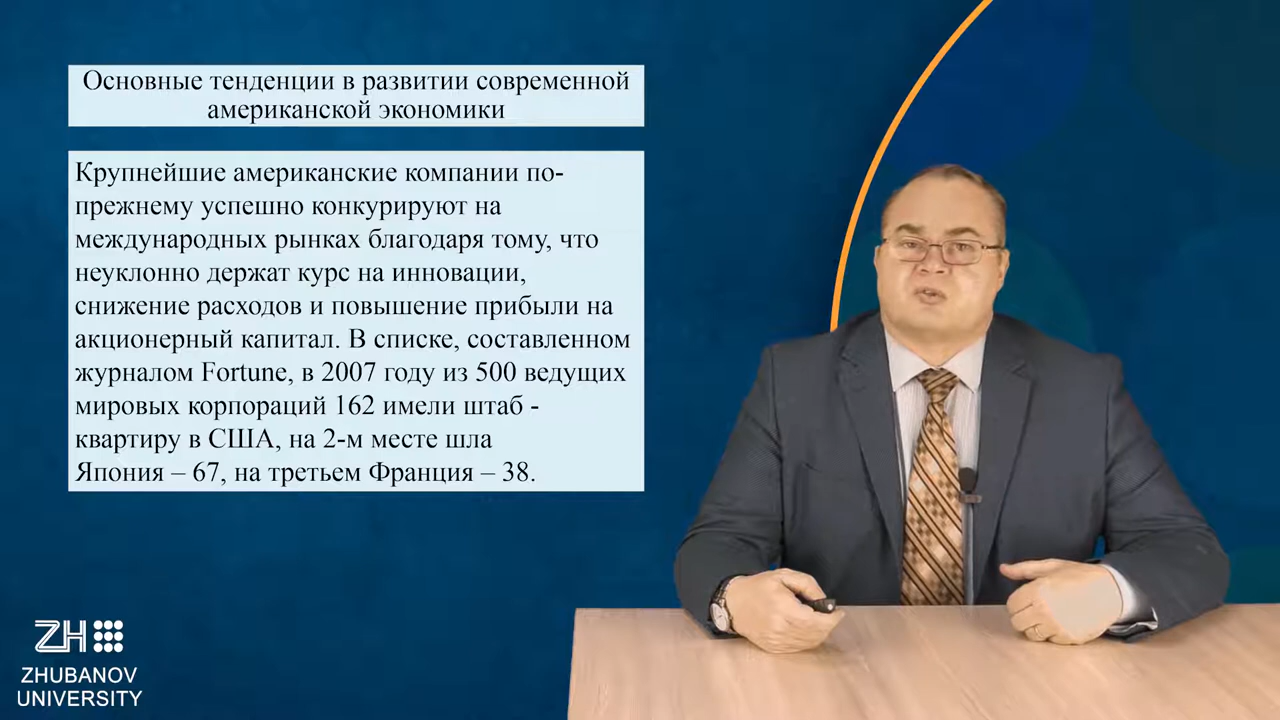 Основные тенденции в развитии современной
американской экономики
Крупнейшие американские компании по-
прежнему успешно конкурируют на
международных рынках благодаря тому, что
неуклонно держат курс на инновации,
снижение расходов и повышение прибыли на
акционерный капитал. В списке, составленном
журналом Fortune, в 2007 году из 500 ведущих
мировых корпораций 162 имели штаб -
квартиру в США, на 2-м месте шла
Япония – 67, на третьем Франция – 38.
ZH
ZHUBANOV
UNIVERSITY